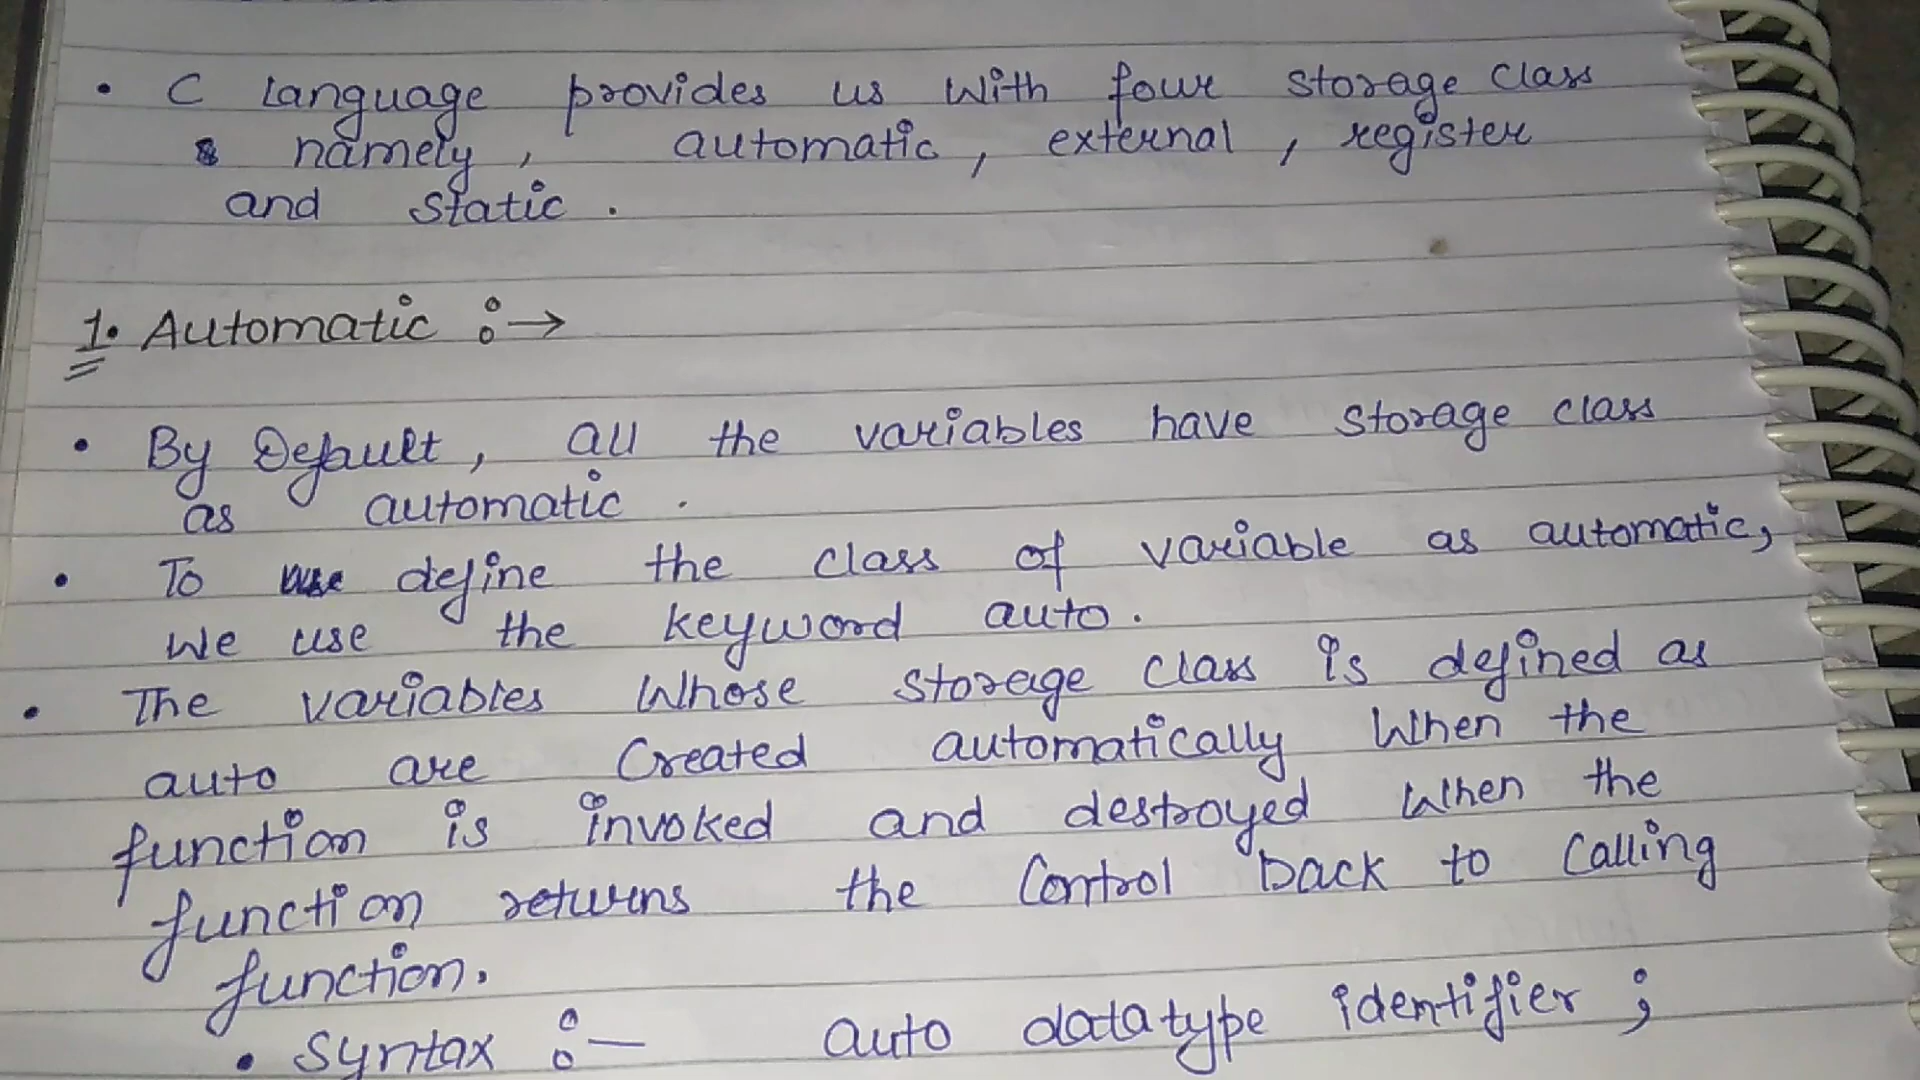 • C Language provides us with four storage class
namely, automatic, external, register
and static.
1. Automatic :→
• By Default, all the variables have storage class
as automatic.
• To define the class of variable as automatic,
we use the keyword auto.
• The variables whose storage class is defined as
auto are created automatically when the
function is invoked and destroyed when the
function returns the control back to calling
function.
• Syntax :— auto datatype identifier ;